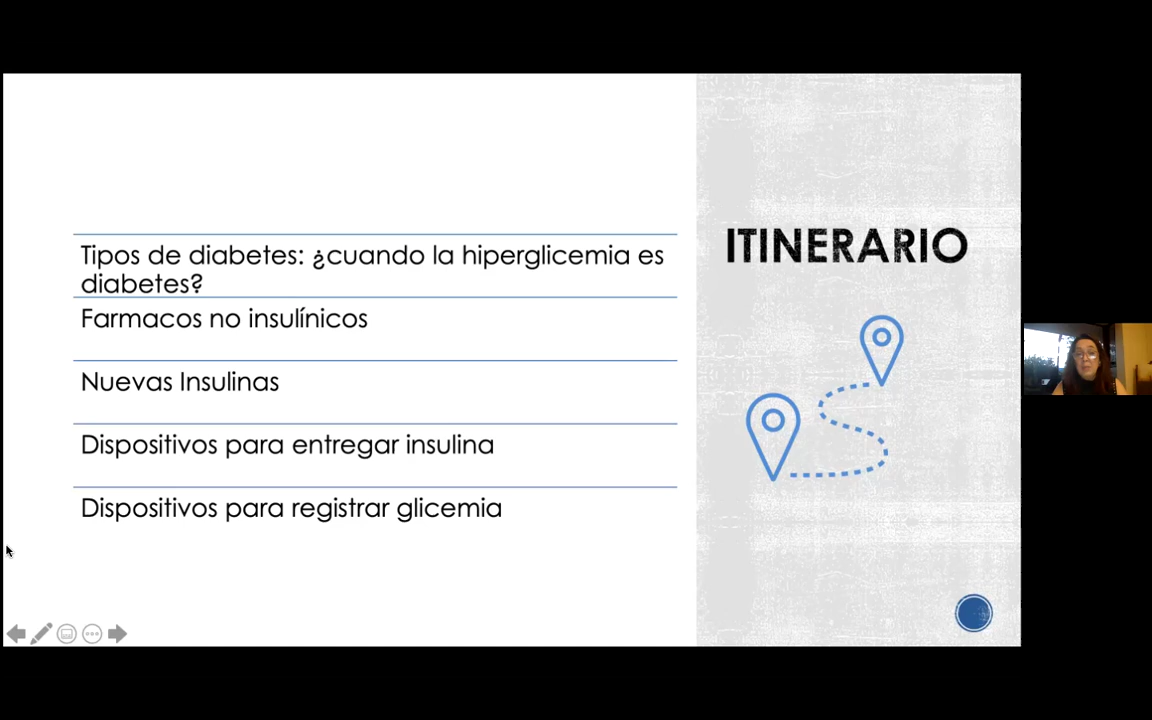 Tipos de diabetes: ¿cuando la hiperglicemia es
diabetes?
Farmacos no insulínicos
Nuevas Insulinas
Dispositivos para entregar insulina
Dispositivos para registrar glicemia
ITINERARIO